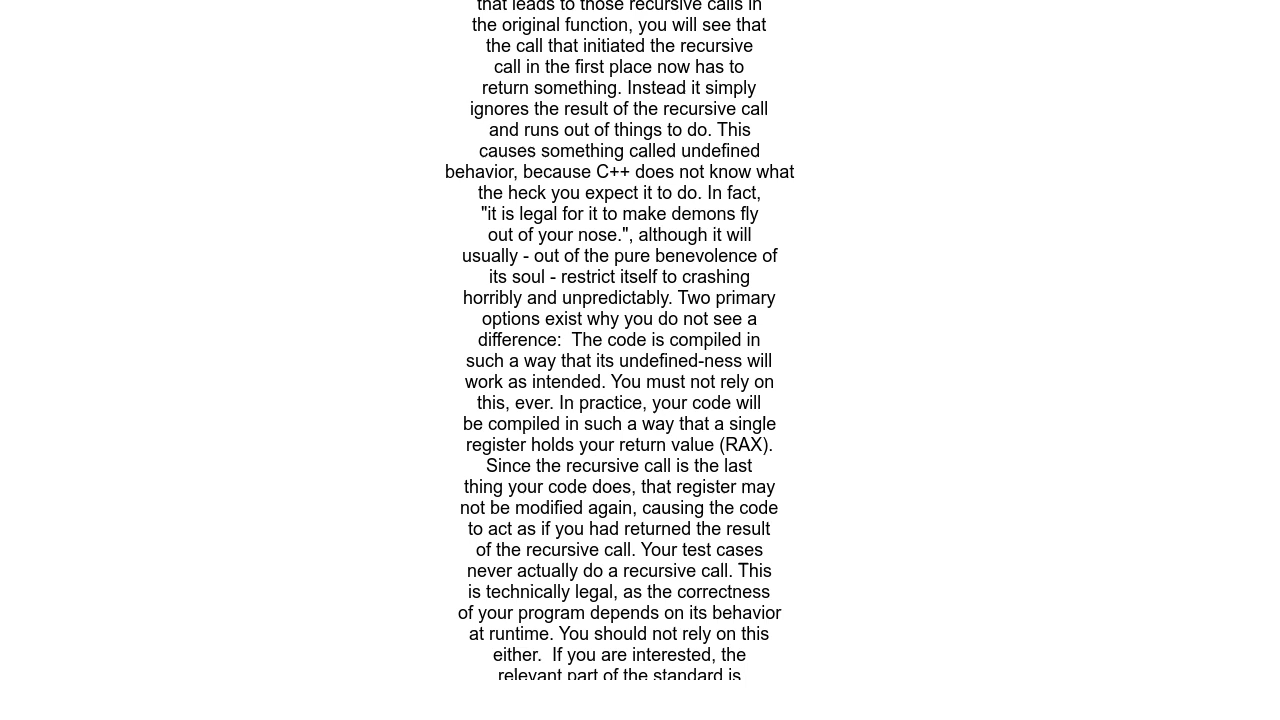 that leads to those recursive calls in
the original function, you will see that
the call that initiated the recursive
call in the first place now has to
return something. Instead it simply
ignores the result of the recursive call
and runs out of things to do. This
causes something called undefined
behavior, because C++ does not know what
the heck you expect it to do. In fact,
"it is legal for it to make demons fly
out of your nose.", although it will
usually - out of the pure benevolence of
its soul - restrict itself to crashing
horribly and unpredictably. Two primary
options exist why you do not see a
difference:  The code is compiled in
such a way that its undefined-ness will
work as intended. You must not rely on
this, ever. In practice, your code will
be compiled in such a way that a single
register holds your return value (RAX).
Since the recursive call is the last
thing your code does, that register may
not be modified again, causing the code
to act as if you had returned the result
of the recursive call. Your test cases
never actually do a recursive call. This
is technically legal, as the correctness
of your program depends on its behavior
at runtime. You should not rely on this
either.  If you are interested, the
relevant part of the standard is